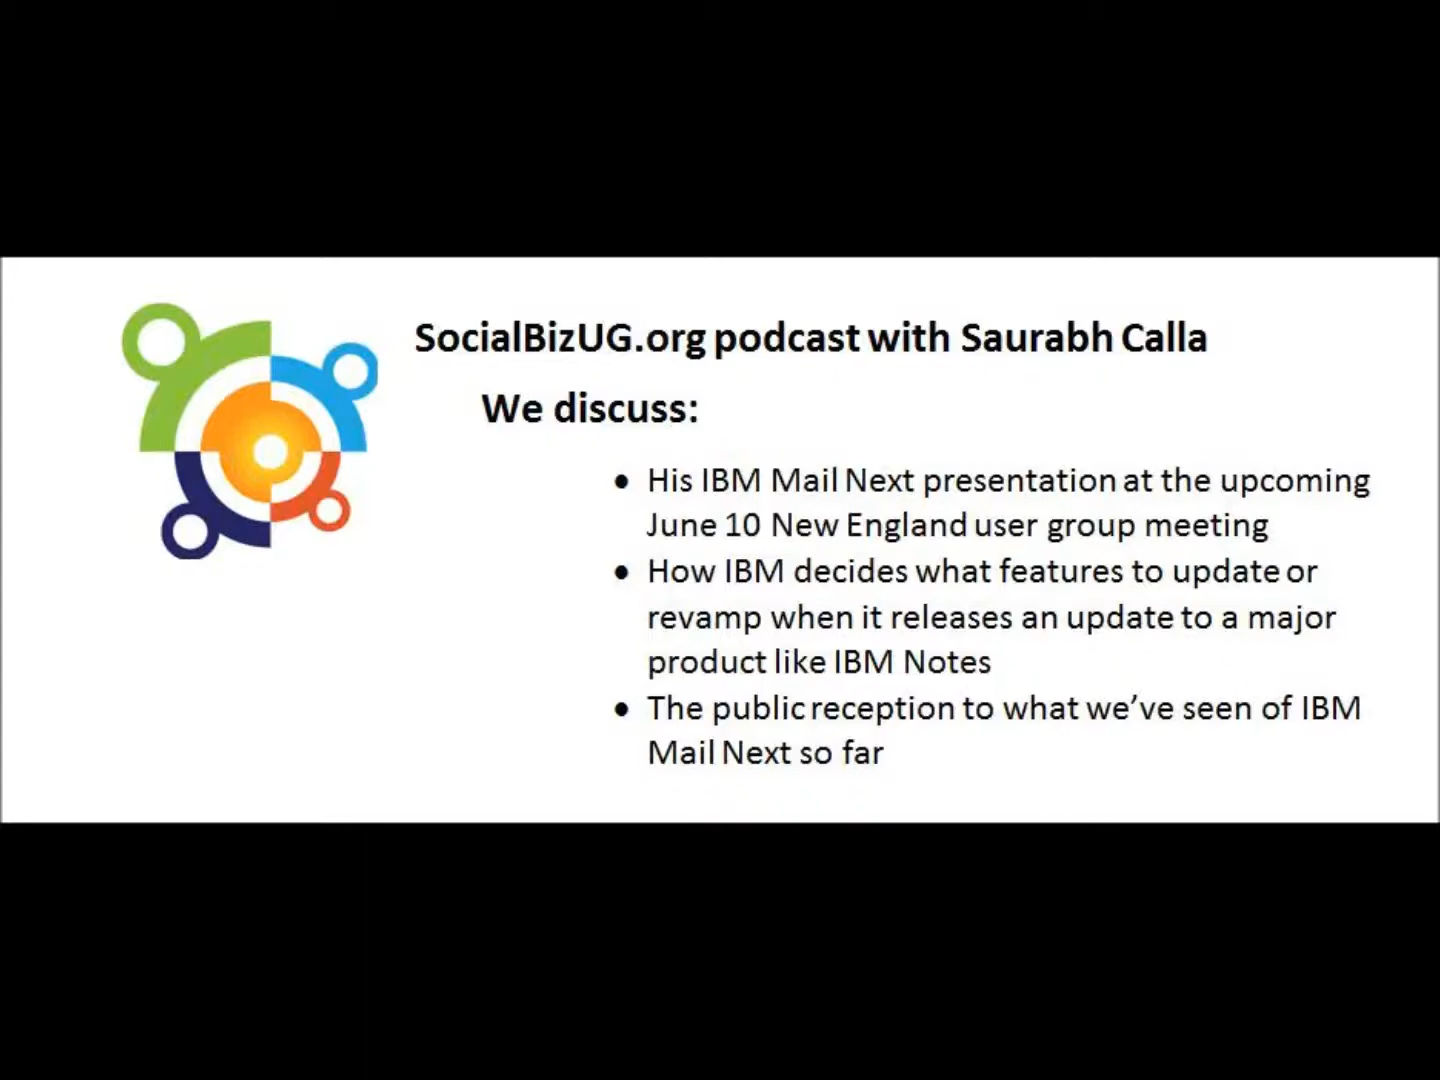 SocialBizUG.org podcast with Saurabh Calla
We discuss:
• His IBM Mail Next presentation at the upcoming
June 10 New England user group meeting
• How IBM decides what features to update or
revamp when it releases an update to a major
product like IBM Notes
• The public reception to what we’ve seen of IBM
Mail Next so far